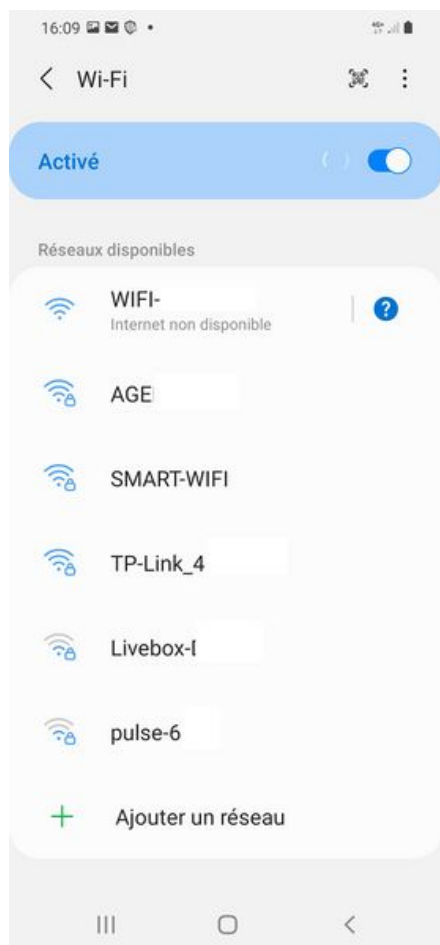 16:09
Wi-Fi
Activé
Réseaux disponibles
WIFI-
Internet non disponible
?
AGE
SMART-WIFI
TP-Link_4
Livebox-
pulse-6
+ Ajouter un réseau